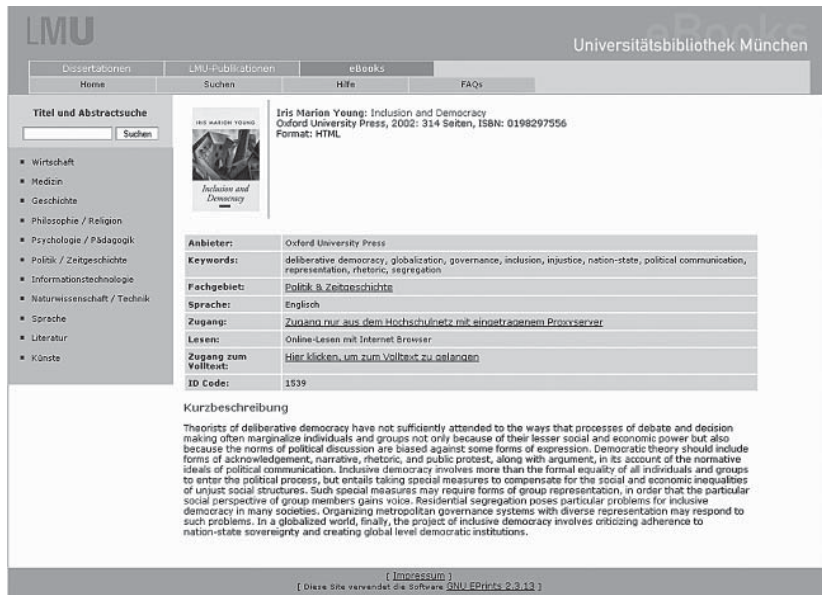 LMU
eBooks
Universitätsbibliothek München
Dissertationen LMU-Publikationen eBooks
Home Suchen Hilfe FAQs
Titel und Abstractsuche
Suchen
Wirtschaft
Medizin
Geschichte
Philosophie / Religion
Psychologie / Pädagogik
Politik / Zeitgeschichte
Informationstechnologie
Naturwissenschaft / Technik
Sprache
Literatur
Künste
IRIS MARION YOUNG
Inclusion and
Democracy
Iris Marion Young: Inclusion and Democracy
Oxford University Press, 2002: 314 Seiten, ISBN: 0198297556
Format: HTML
Anbieter: Oxford University Press
Keywords: deliberative democracy, globalization, governance, inclusion, injustice, nation-state, political communication,
representation, rhetoric, segregation
Fachgebiet: Politik & Zeitgeschichte
Sprache: Englisch
Zugang: Zugang nur aus dem Hochschulnetz mit eingetragenem Proxyserver
Lesen: Online-Lesen mit Internet Browser
Zugang zum Hier klicken, um zum Volltext zu gelangen
Volltext:
ID Code: 1539
Kurzbeschreibung
Theorists of deliberative democracy have not sufficiently attended to the ways that processes of debate and decision
making often marginalize individuals and groups not only because of their lesser social and economic power but also
because the norms of political discussion are biased against some forms of expression. Democratic theory should include
forms of acknowledgement, narrative, rhetoric, and public protest, along with argument, in its account of the normative
ideals of political communication. Inclusive democracy involves more than the formal equality of all individuals and groups
to enter the political process, but entails taking special measures to compensate for the social and economic inequalities
of unjust social structures. Such special measures may require forms of group representation, in order that the particular
social perspective of group members gains voice. Residential segregation poses particular problems for inclusive
democracy in many societies. Organizing metropolitan governance systems with diverse representation may respond to
such problems. In a globalized world, finally, the project of inclusive democracy involves criticizing adherence to
nation-state sovereignty and creating global level democratic institutions.
[ Impressum ]
[ Diese Site verwendet die Software GNU EPrints 2.3.13 ]